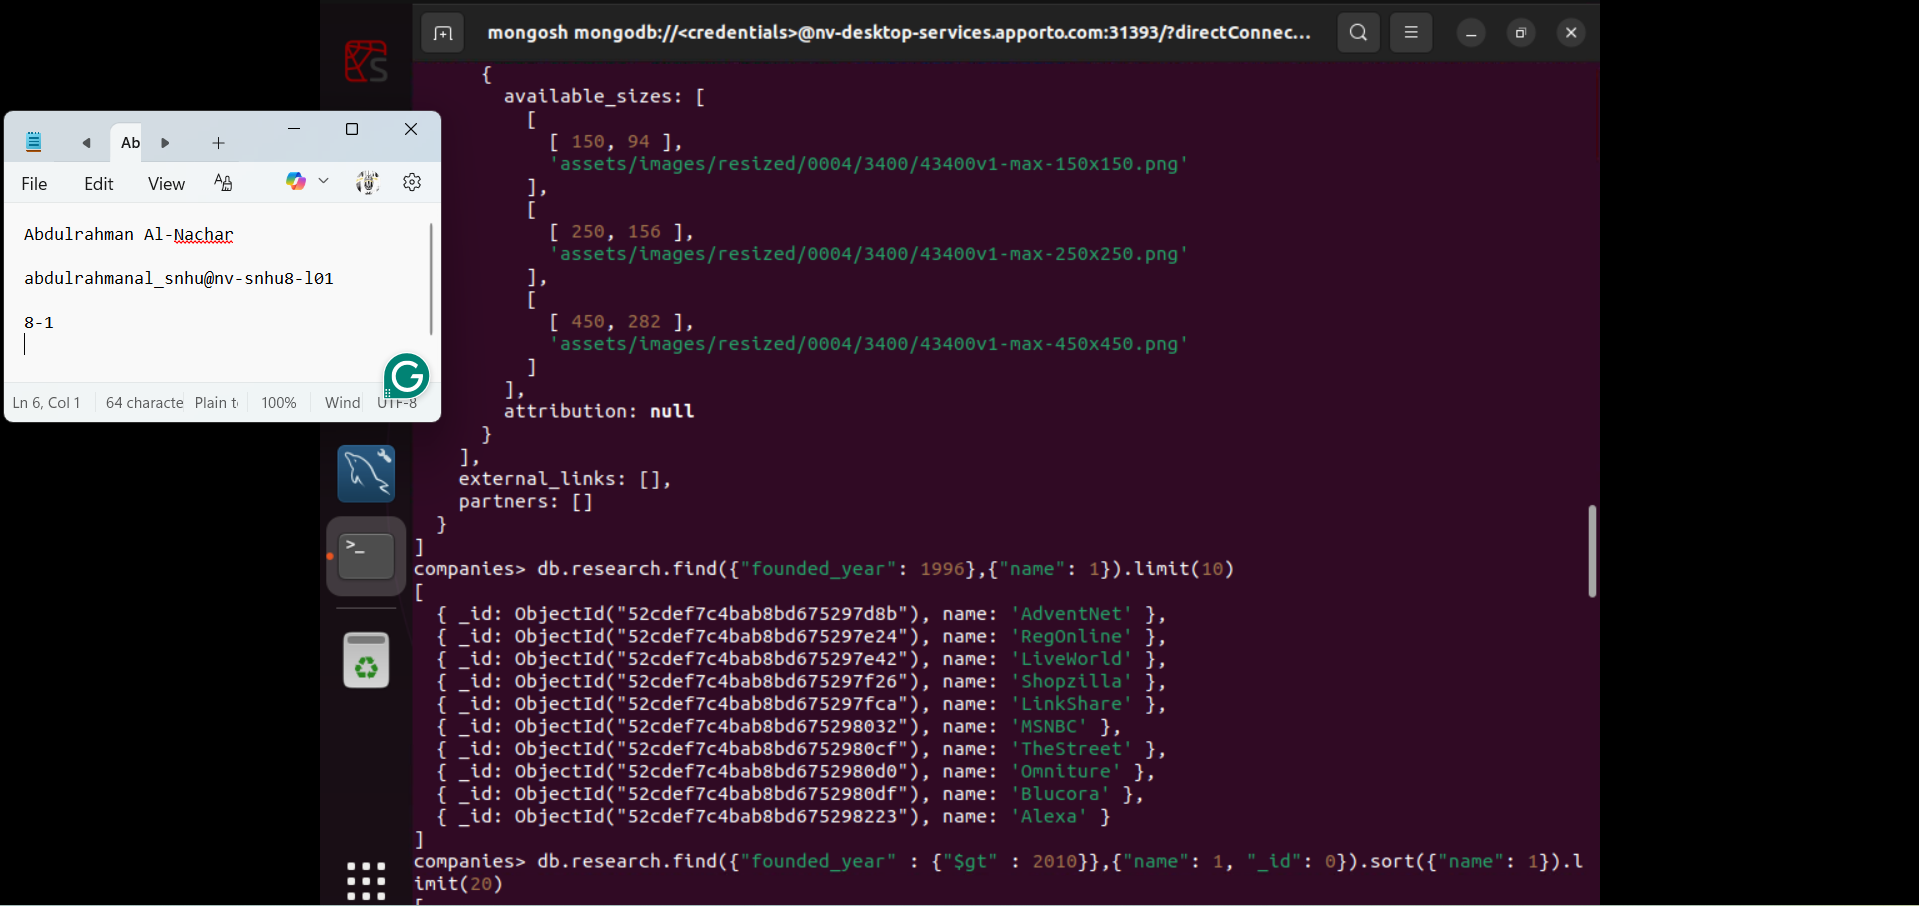 mongosh mongodb://<credentials>@nv-desktop-services.apporto.com:31393/?directConnec...
Ab
File Edit View
Abdulrahman Al-Nachar
abdulrahmanal_snhu@nv-snhu8-l01
8-1
Ln 6, Col 1 64 characte Plain t 100% Wind UTF-8
{
available_sizes: [
[
[ 150, 94 ],
'assets/images/resized/0004/3400/43400v1-max-150x150.png'
],
[
[ 250, 156 ],
'assets/images/resized/0004/3400/43400v1-max-250x250.png'
],
[
[ 450, 282 ],
'assets/images/resized/0004/3400/43400v1-max-450x450.png'
]
],
attribution: null
}
],
external_links: [],
partners: []
}
]
companies> db.research.find({"founded_year": 1996},{"name": 1}).limit(10)
[
{ _id: ObjectId("52cdef7c4bab8bd675297d8b"), name: 'AdventNet' },
{ _id: ObjectId("52cdef7c4bab8bd675297e24"), name: 'RegOnline' },
{ _id: ObjectId("52cdef7c4bab8bd675297e42"), name: 'LiveWorld' },
{ _id: ObjectId("52cdef7c4bab8bd675297f26"), name: 'Shopzilla' },
{ _id: ObjectId("52cdef7c4bab8bd675297fca"), name: 'LinkShare' },
{ _id: ObjectId("52cdef7c4bab8bd675298032"), name: 'MSNBC' },
{ _id: ObjectId("52cdef7c4bab8bd6752980cf"), name: 'TheStreet' },
{ _id: ObjectId("52cdef7c4bab8bd6752980d0"), name: 'Omniture' },
{ _id: ObjectId("52cdef7c4bab8bd6752980df"), name: 'Blucora' },
{ _id: ObjectId("52cdef7c4bab8bd675298223"), name: 'Alexa' }
]
companies> db.research.find({"founded_year" : {"$gt" : 2010}},{"name": 1, "_id": 0}).sort({"name": 1}).l
imit(20)
[